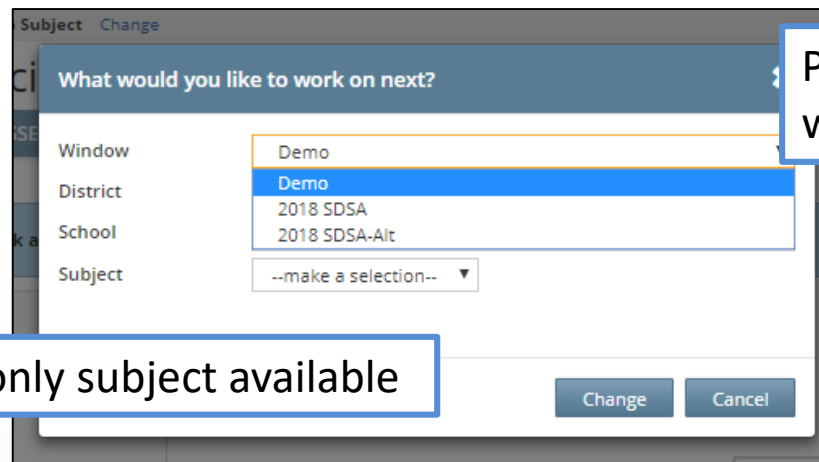 Subject Change
What would you like to work on next?
Window Demo
Demo
District
2018 SDSA
School
2018 SDSA-Alt
Subject --make a selection--
only subject available
Change Cancel